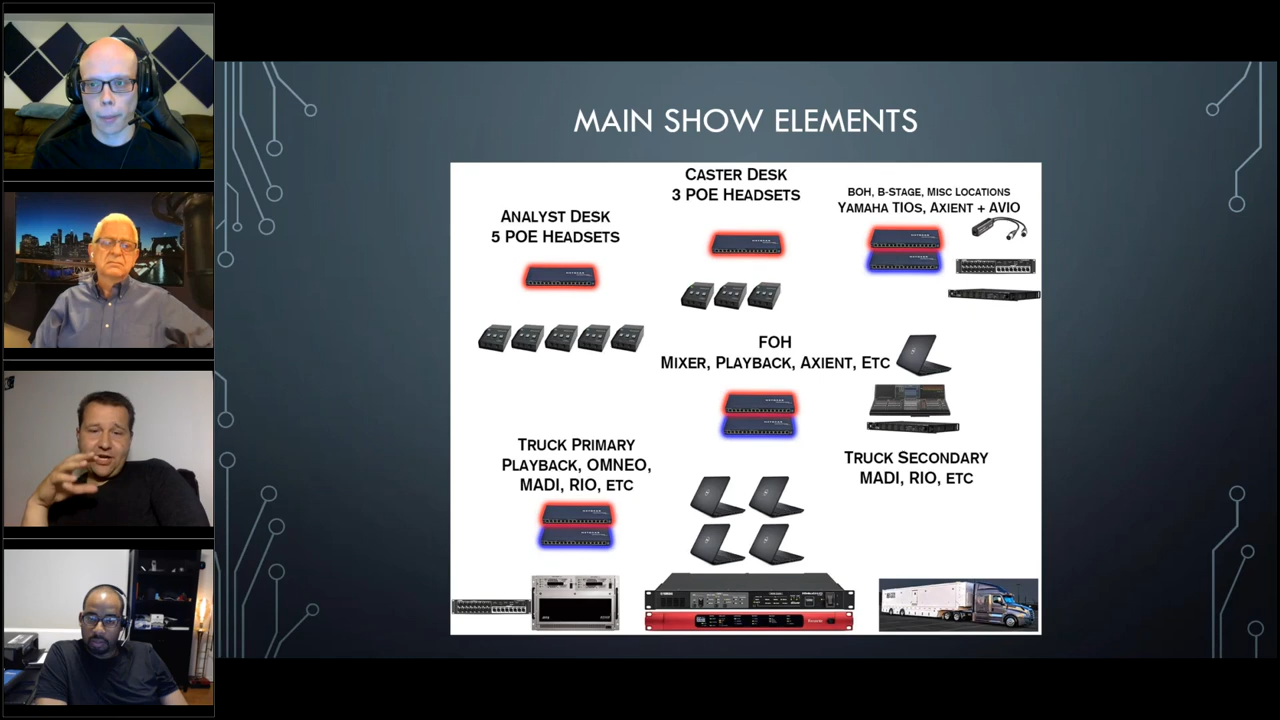 MAIN SHOW ELEMENTS
ANALYST DESK
5 POE HEADSETS
CASTER DESK
3 POE HEADSETS
BOH, B-STAGE, MISC LOCATIONS
YAMAHA TIOs, AXIENT + AVIO
FOH
MIXER, PLAYBACK, AXIENT, ETC
TRUCK PRIMARY
PLAYBACK, OMNEO,
MADI, RIO, ETC
TRUCK SECONDARY
MADI, RIO, ETC